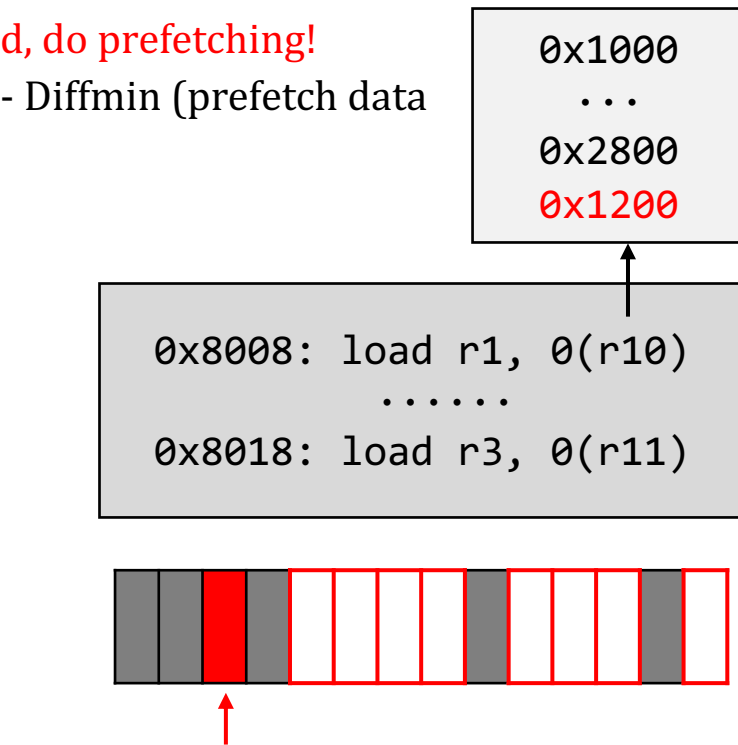 d, do prefetching!
- Diffmin (prefetch data
0x1000
...
0x2800
0x1200
0x8008: load r1, 0(r10)
......
0x8018: load r3, 0(r11)